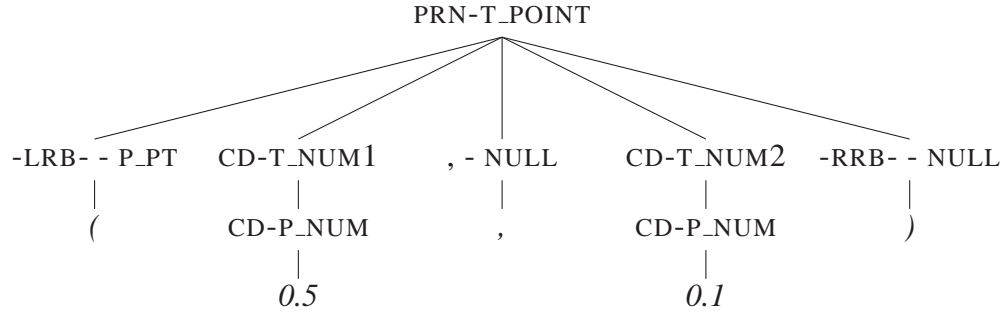 PRN-T_POINT
-LRB- - P_PT CD-T_NUM1 , - NULL CD-T_NUM2 -RRB- - NULL
( CD-P_NUM , CD-P_NUM )
0.5 0.1